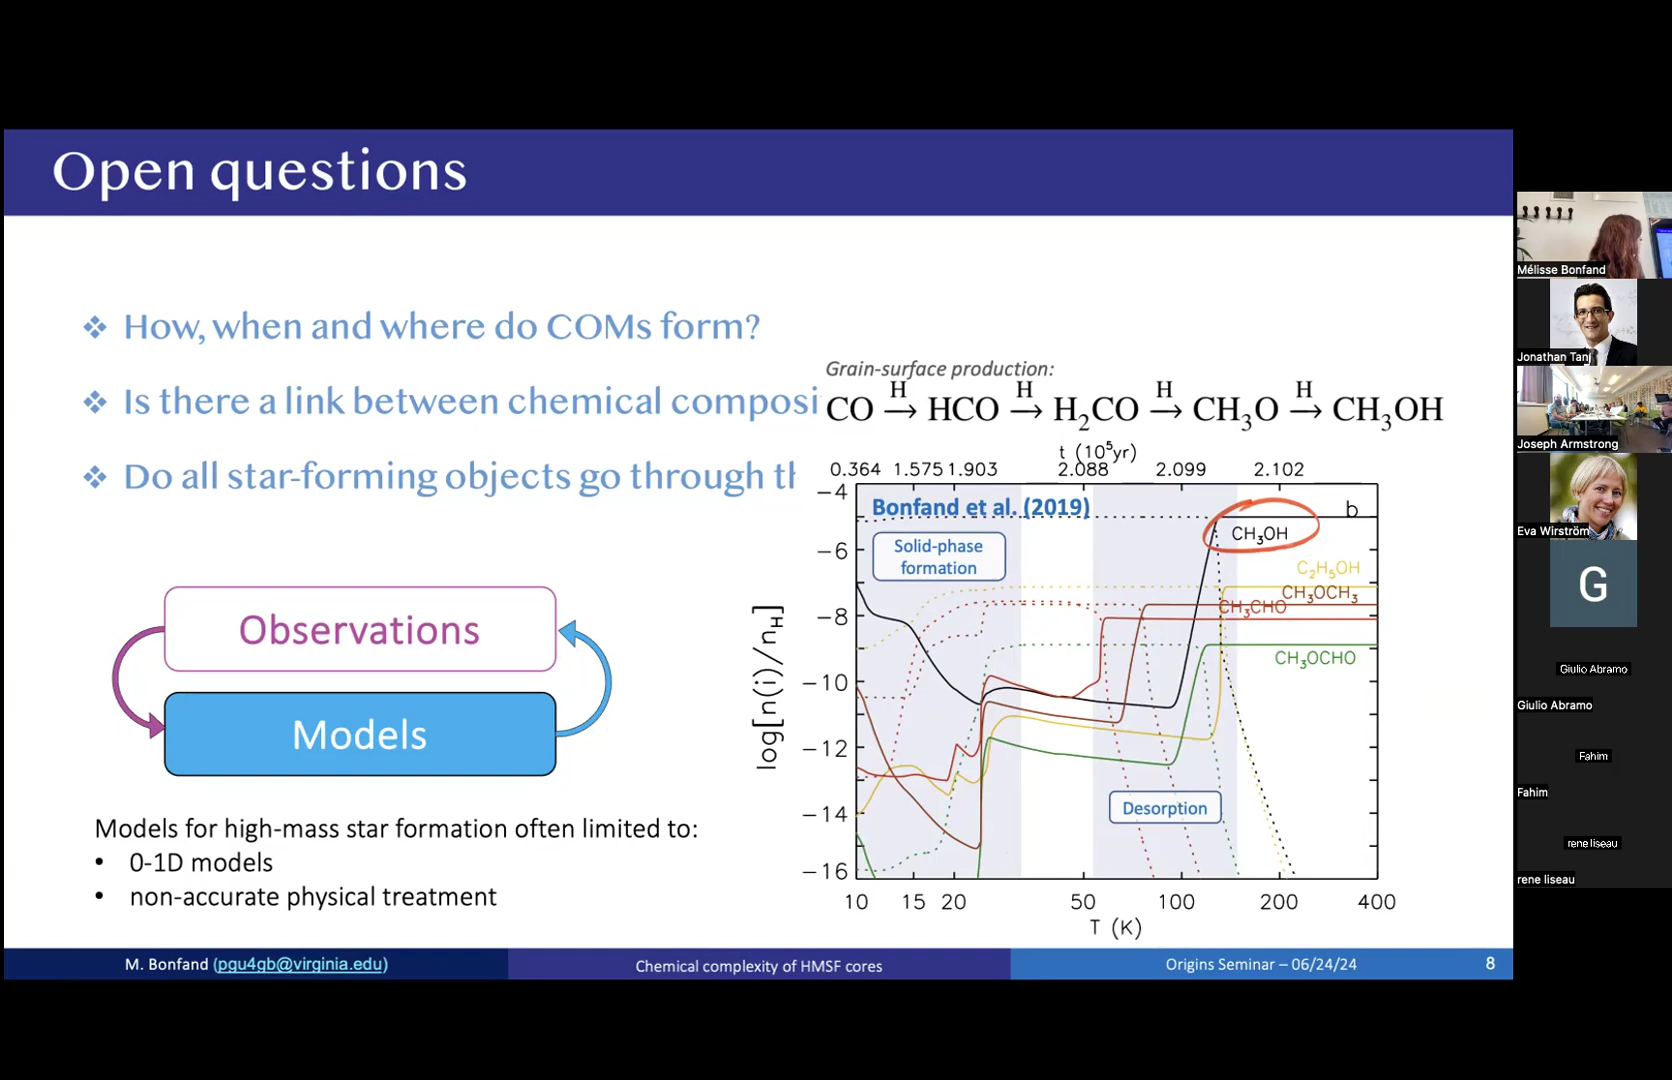 Open questions
❖ How, when and where do COMs form?
❖ Is there a link between chemical composi
❖ Do all star-forming objects go through th
Observations
Models
Models for high-mass star formation often limited to:
• 0-1D models
• non-accurate physical treatment
Grain-surface production:
CO H→ HCO H→ H₂CO H→ CH₃O H→ CH₃OH
t (10⁵yr)
0.364 1.575 1.903 2.088 2.099 2.102
Bonfand et al. (2019)
b
Solid-phase
formation
CH₃OH
C₂H₅OH
CH₃OCH₃
CH₃CHO
CH₃OCHO
Desorption
log[n(i)/n_H]
−4
−6
−8
−10
−12
−14
−16
10 15 20 50 100 200 400
T (K)
M. Bonfand (pgu4gb@virginia.edu)
Chemical complexity of HMSF cores
Origins Seminar – 06/24/24
8
Mélisse Bonfand
Jonathan Tan
Joseph Armstrong
Eva Wirström
G
Giulio Abramo
Giulio Abramo
Fahim
Fahim
rene liseau
rene liseau